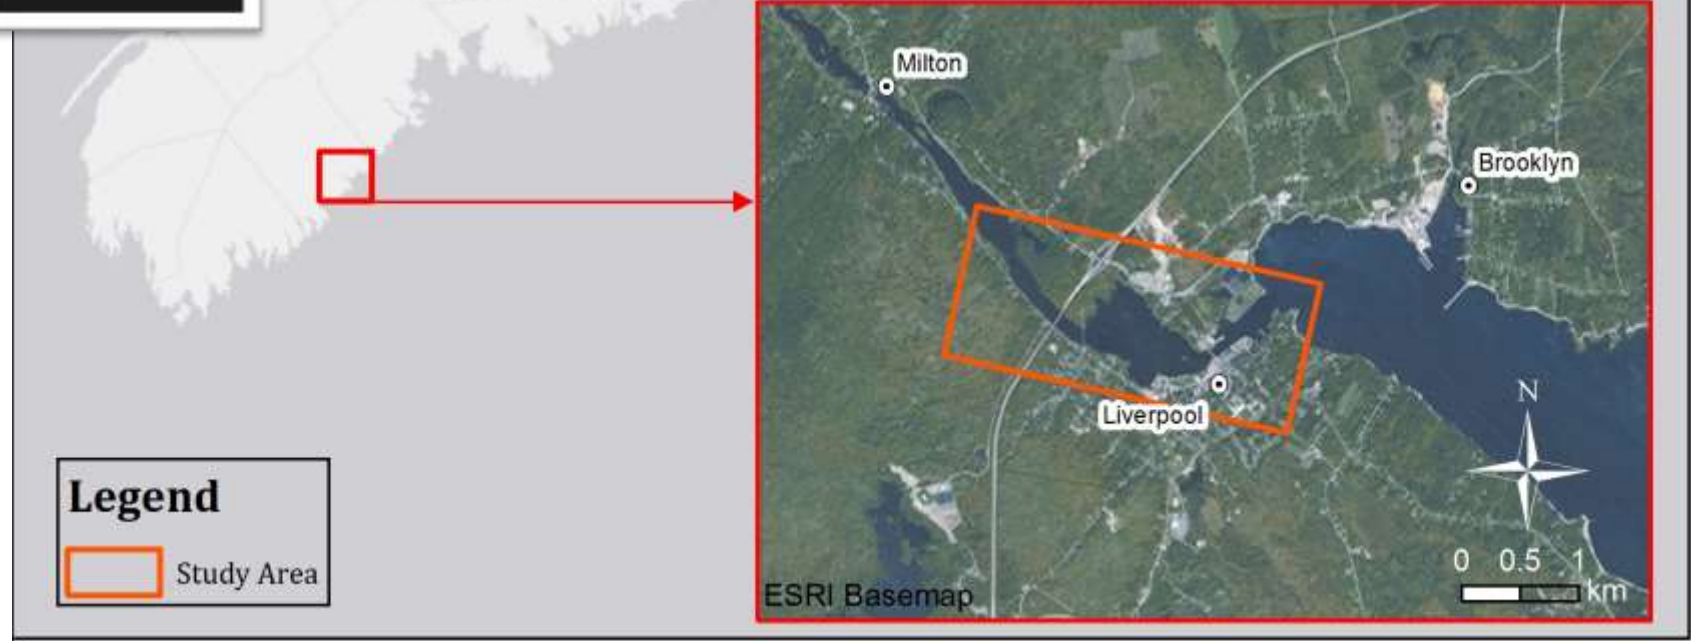 Milton
Brooklyn
Liverpool
N
0 0.5 1
km
ESRI Basemap
Legend
Study Area